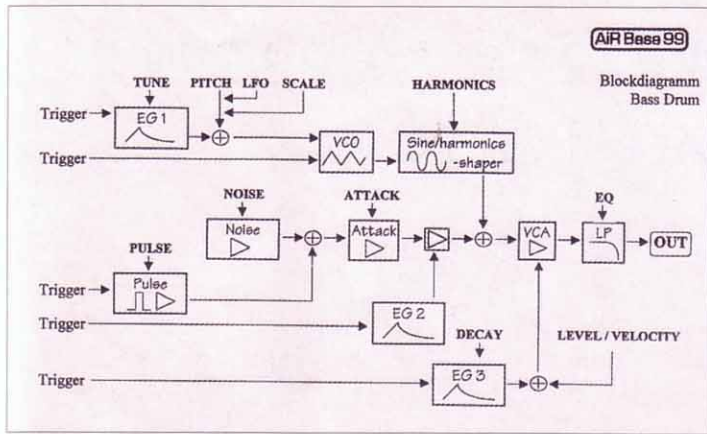 AiR Base 99
Blockdiagramm
Bass Drum
TUNE PITCH LFO SCALE HARMONICS
Trigger
EG 1
Trigger
VCO
Sine/harmonics
-shaper
NOISE ATTACK EQ
Noise
Attack
VCA
LP
OUT
PULSE
Trigger
Pulse
Trigger
EG 2
DECAY LEVEL / VELOCITY
Trigger
EG 3